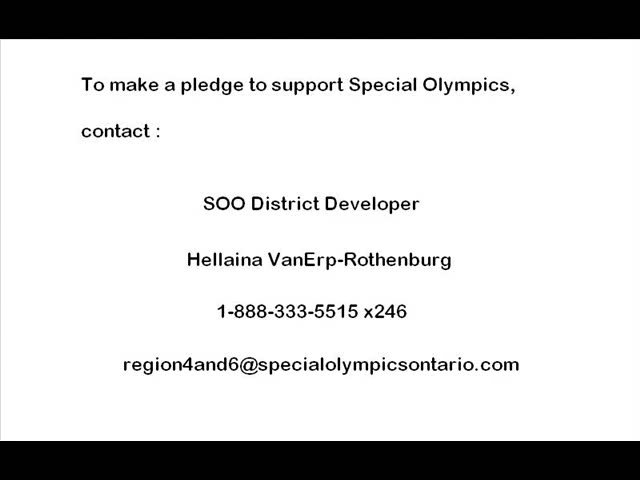 To make a pledge to support Special Olympics,
contact :
SOO District Developer
Hellaina VanErp-Rothenburg
1-888-333-5515 x246
region4and6@specialolympicsontario.com